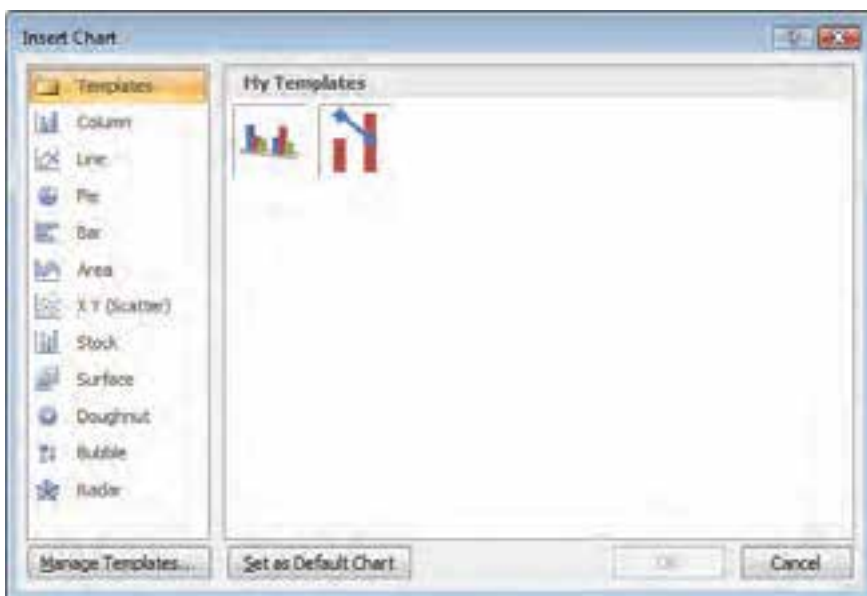 Insert Chart
Templates
Column
Line
Pie
Bar
Area
X Y (Scatter)
Stock
Surface
Doughnut
Bubble
Radar
My Templates
Manage Templates...
Set as Default Chart
OK
Cancel